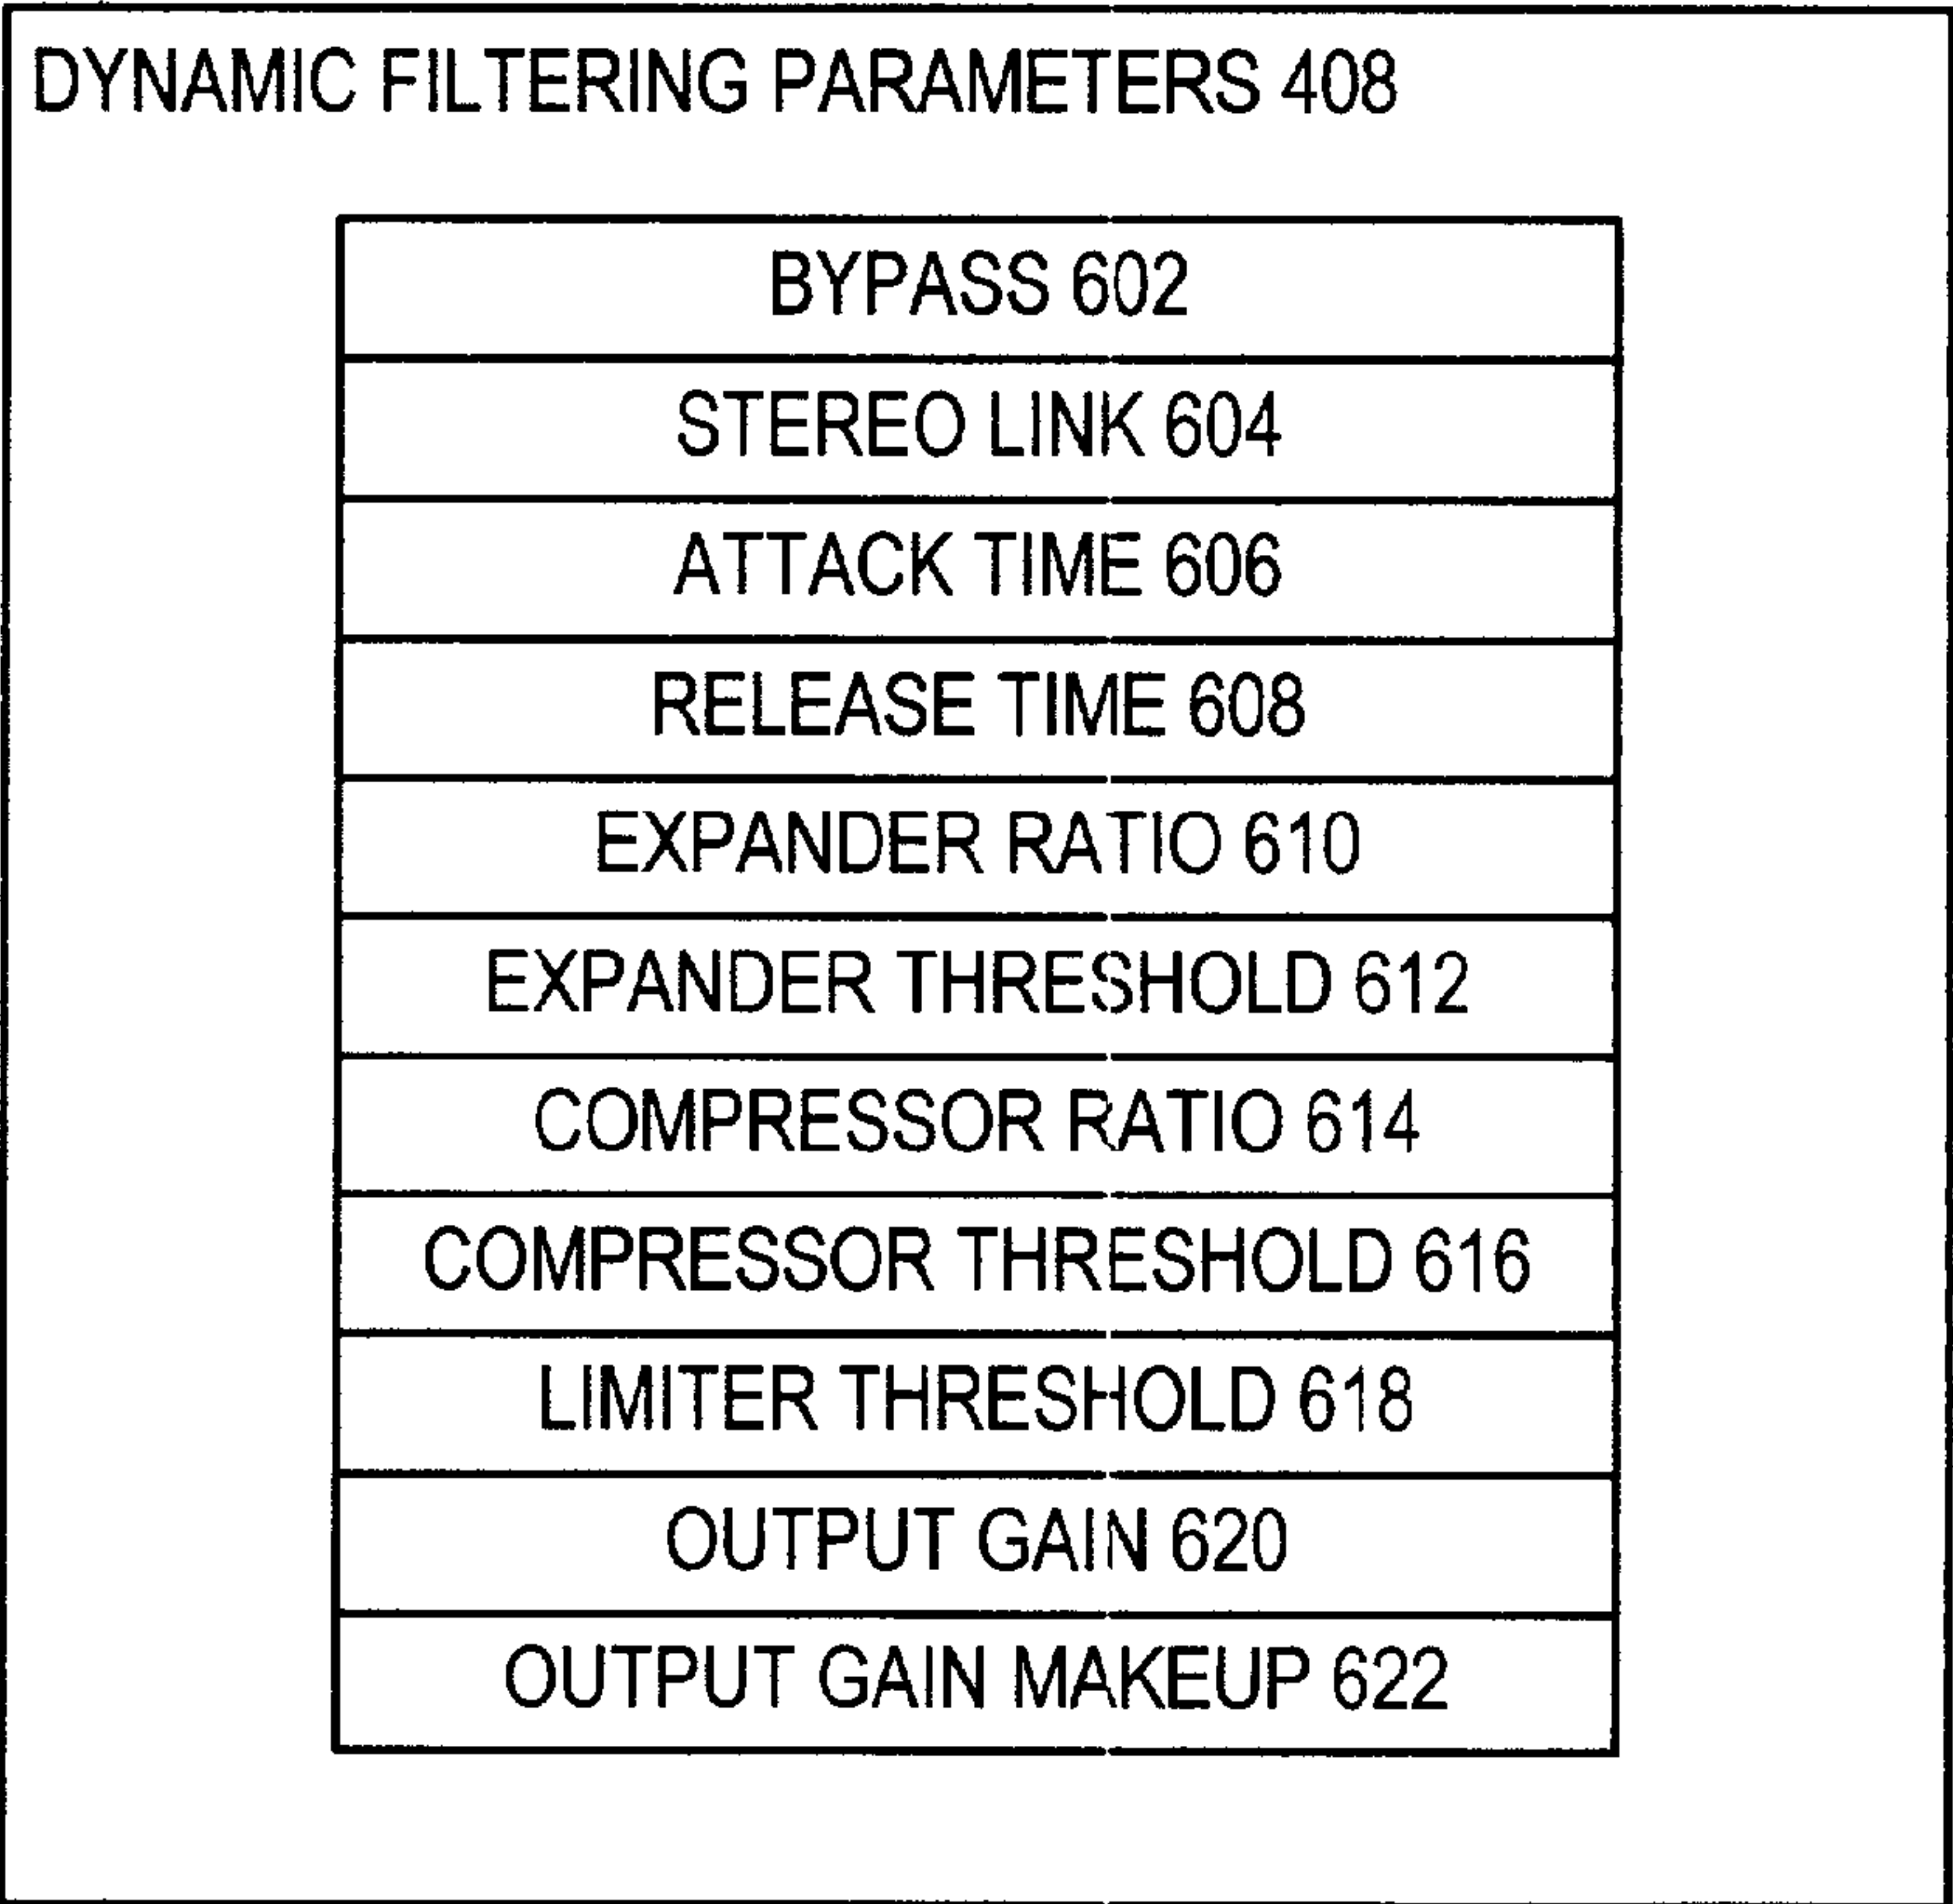 DYNAMIC FILTERING PARAMETERS 408
BYPASS 602
STEREO LINK 604
ATTACK TIME 606
RELEASE TIME 608
EXPANDER RATIO 610
EXPANDER THRESHOLD 612
COMPRESSOR RATIO 614
COMPRESSOR THRESHOLD 616
LIMITER THRESHOLD 618
OUTPUT GAIN 620
OUTPUT GAIN MAKEUP 622